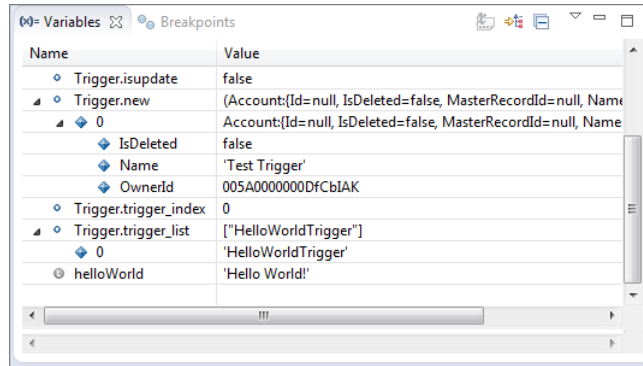 (x)= Variables Breakpoints
Name Value
Trigger.isupdate false
Trigger.new (Account:{Id=null, IsDeleted=false, MasterRecordId=null, Name
0 Account:{Id=null, IsDeleted=false, MasterRecordId=null, Name
IsDeleted false
Name 'Test Trigger'
OwnerId 005A0000000DfCbIAK
Trigger.trigger_index 0
Trigger.trigger_list ["HelloWorldTrigger"]
0 'HelloWorldTrigger'
helloWorld 'Hello World!'